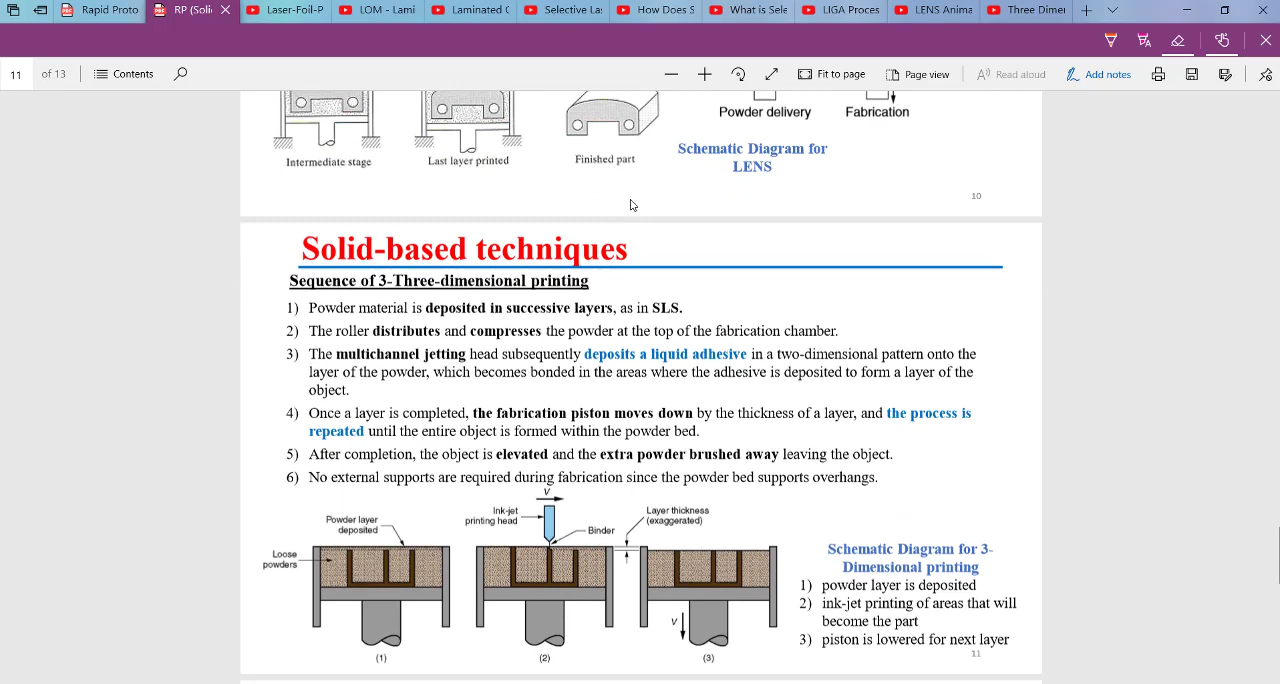 Rapid Proto
RP (Soli
Laser-Foil-P
LOM - Lami
Laminated C
Selective La
How Does S
What is Sele
LIGA Proces
LENS Anima
Three Dimer
11 of 13
Contents
Fit to page
Page view
Read aloud
Add notes
Intermediate stage
Last layer printed
Finished part
Powder delivery
Fabrication
Schematic Diagram for
LENS
10
Solid-based techniques
Sequence of 3-Three-dimensional printing
1) Powder material is deposited in successive layers, as in SLS.
2) The roller distributes and compresses the powder at the top of the fabrication chamber.
3) The multichannel jetting head subsequently deposits a liquid adhesive in a two-dimensional pattern onto the
layer of the powder, which becomes bonded in the areas where the adhesive is deposited to form a layer of the
object.
4) Once a layer is completed, the fabrication piston moves down by the thickness of a layer, and the process is
repeated until the entire object is formed within the powder bed.
5) After completion, the object is elevated and the extra powder brushed away leaving the object.
6) No external supports are required during fabrication since the powder bed supports overhangs.
Powder layer
deposited
Loose
powders
V
Ink-jet
printing head
Binder
Layer thickness
(exaggerated)
V
(1)
(2)
(3)
Schematic Diagram for 3-
Dimensional printing
1) powder layer is deposited
2) ink-jet printing of areas that will
become the part
3) piston is lowered for next layer
11